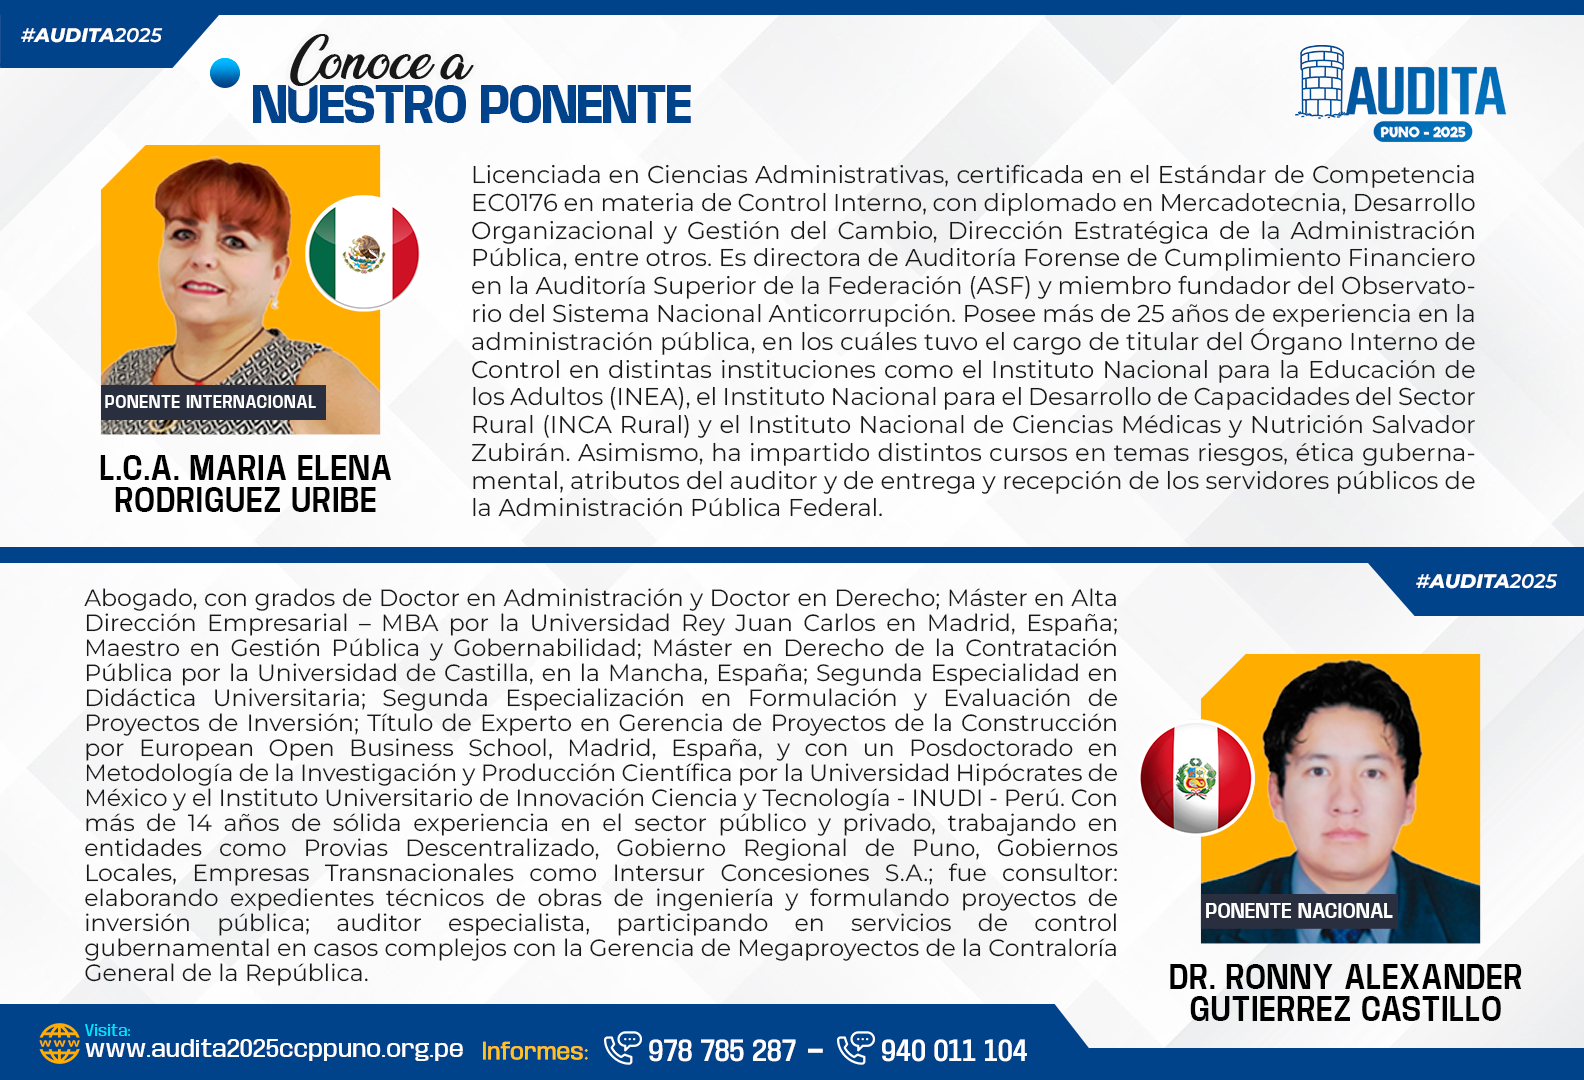 #AUDITA2025
Conoce a
NUESTRO PONENTE
AUDITA
PUNO - 2025
Licenciada en Ciencias Administrativas, certificada en el Estándar de Competencia
EC0176 en materia de Control Interno, con diplomado en Mercadotecnia, Desarrollo
Organizacional y Gestión del Cambio, Dirección Estratégica de la Administración
Pública, entre otros. Es directora de Auditoría Forense de Cumplimiento Financiero
en la Auditoría Superior de la Federación (ASF) y miembro fundador del Observato-
rio del Sistema Nacional Anticorrupción. Posee más de 25 años de experiencia en la
administración pública, en los cuáles tuvo el cargo de titular del Órgano Interno de
Control en distintas instituciones como el Instituto Nacional para la Educación de
los Adultos (INEA), el Instituto Nacional para el Desarrollo de Capacidades del Sector
Rural (INCA Rural) y el Instituto Nacional de Ciencias Médicas y Nutrición Salvador
Zubirán. Asimismo, ha impartido distintos cursos en temas riesgos, ética guberna-
mental, atributos del auditor y de entrega y recepción de los servidores públicos de
la Administración Pública Federal.
PONENTE INTERNACIONAL
L.C.A. MARIA ELENA
RODRIGUEZ URIBE
#AUDITA2025
Abogado, con grados de Doctor en Administración y Doctor en Derecho; Máster en Alta
Dirección Empresarial – MBA por la Universidad Rey Juan Carlos en Madrid, España;
Maestro en Gestión Pública y Gobernabilidad; Máster en Derecho de la Contratación
Pública por la Universidad de Castilla, en la Mancha, España; Segunda Especialidad en
Didáctica Universitaria; Segunda Especialización en Formulación y Evaluación de
Proyectos de Inversión; Título de Experto en Gerencia de Proyectos de la Construcción
por European Open Business School, Madrid, España, y con un Posdoctorado en
Metodología de la Investigación y Producción Científica por la Universidad Hipócrates de
México y el Instituto Universitario de Innovación Ciencia y Tecnología - INUDI - Perú. Con
más de 14 años de sólida experiencia en el sector público y privado, trabajando en
entidades como Provias Descentralizado, Gobierno Regional de Puno, Gobiernos
Locales, Empresas Transnacionales como Intersur Concesiones S.A.; fue consultor:
elaborando expedientes técnicos de obras de ingeniería y formulando proyectos de
inversión pública; auditor especialista, participando en servicios de control
gubernamental en casos complejos con la Gerencia de Megaproyectos de la Contraloría
General de la República.
PONENTE NACIONAL
DR. RONNY ALEXANDER
GUTIERREZ CASTILLO
WWW
Visita:
www.audita2025ccppuno.org.pe
Informes: 978 785 287 – 940 011 104